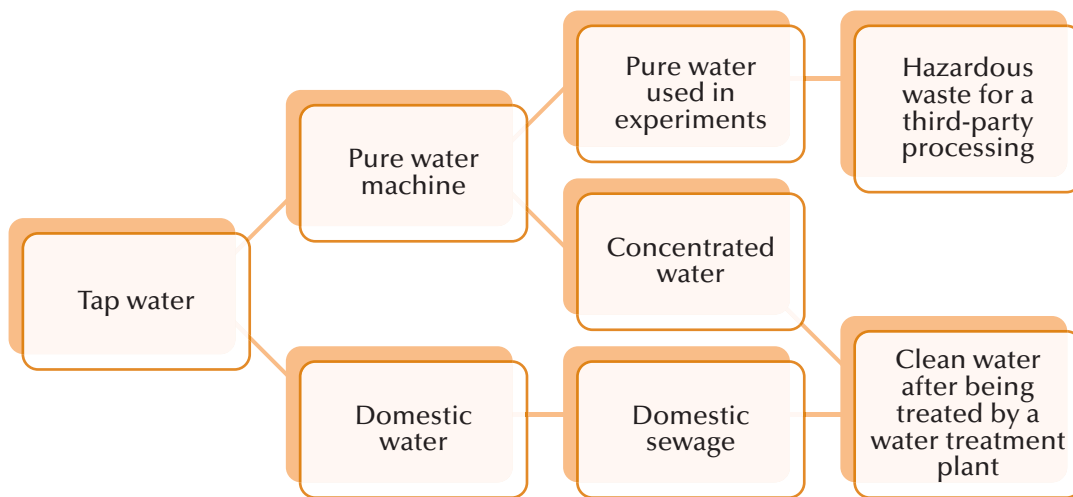 Tap water
Pure water
machine
Domestic
water
Pure water
used in
experiments
Concentrated
water
Domestic
sewage
Hazardous
waste for a
third-party
processing
Clean water
after being
treated by a
water treatment
plant